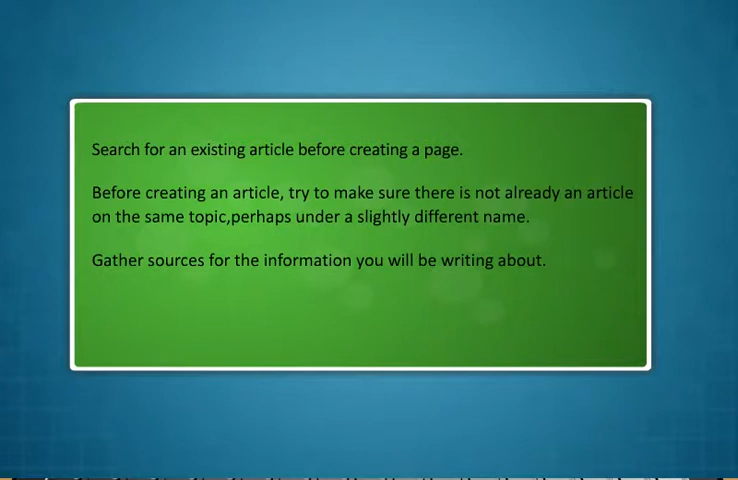 Search for an existing article before creating a page.
Before creating an article, try to make sure there is not already an article
on the same topic,perhaps under a slightly different name.
Gather sources for the information you will be writing about.